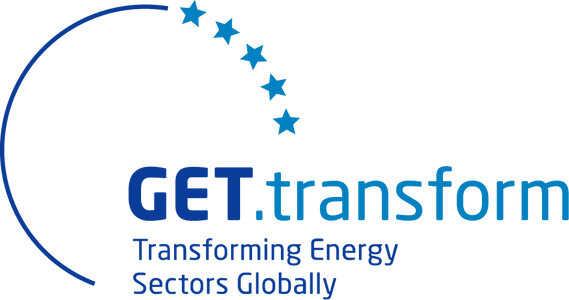 GET.transform
Transforming Energy
Sectors Globally